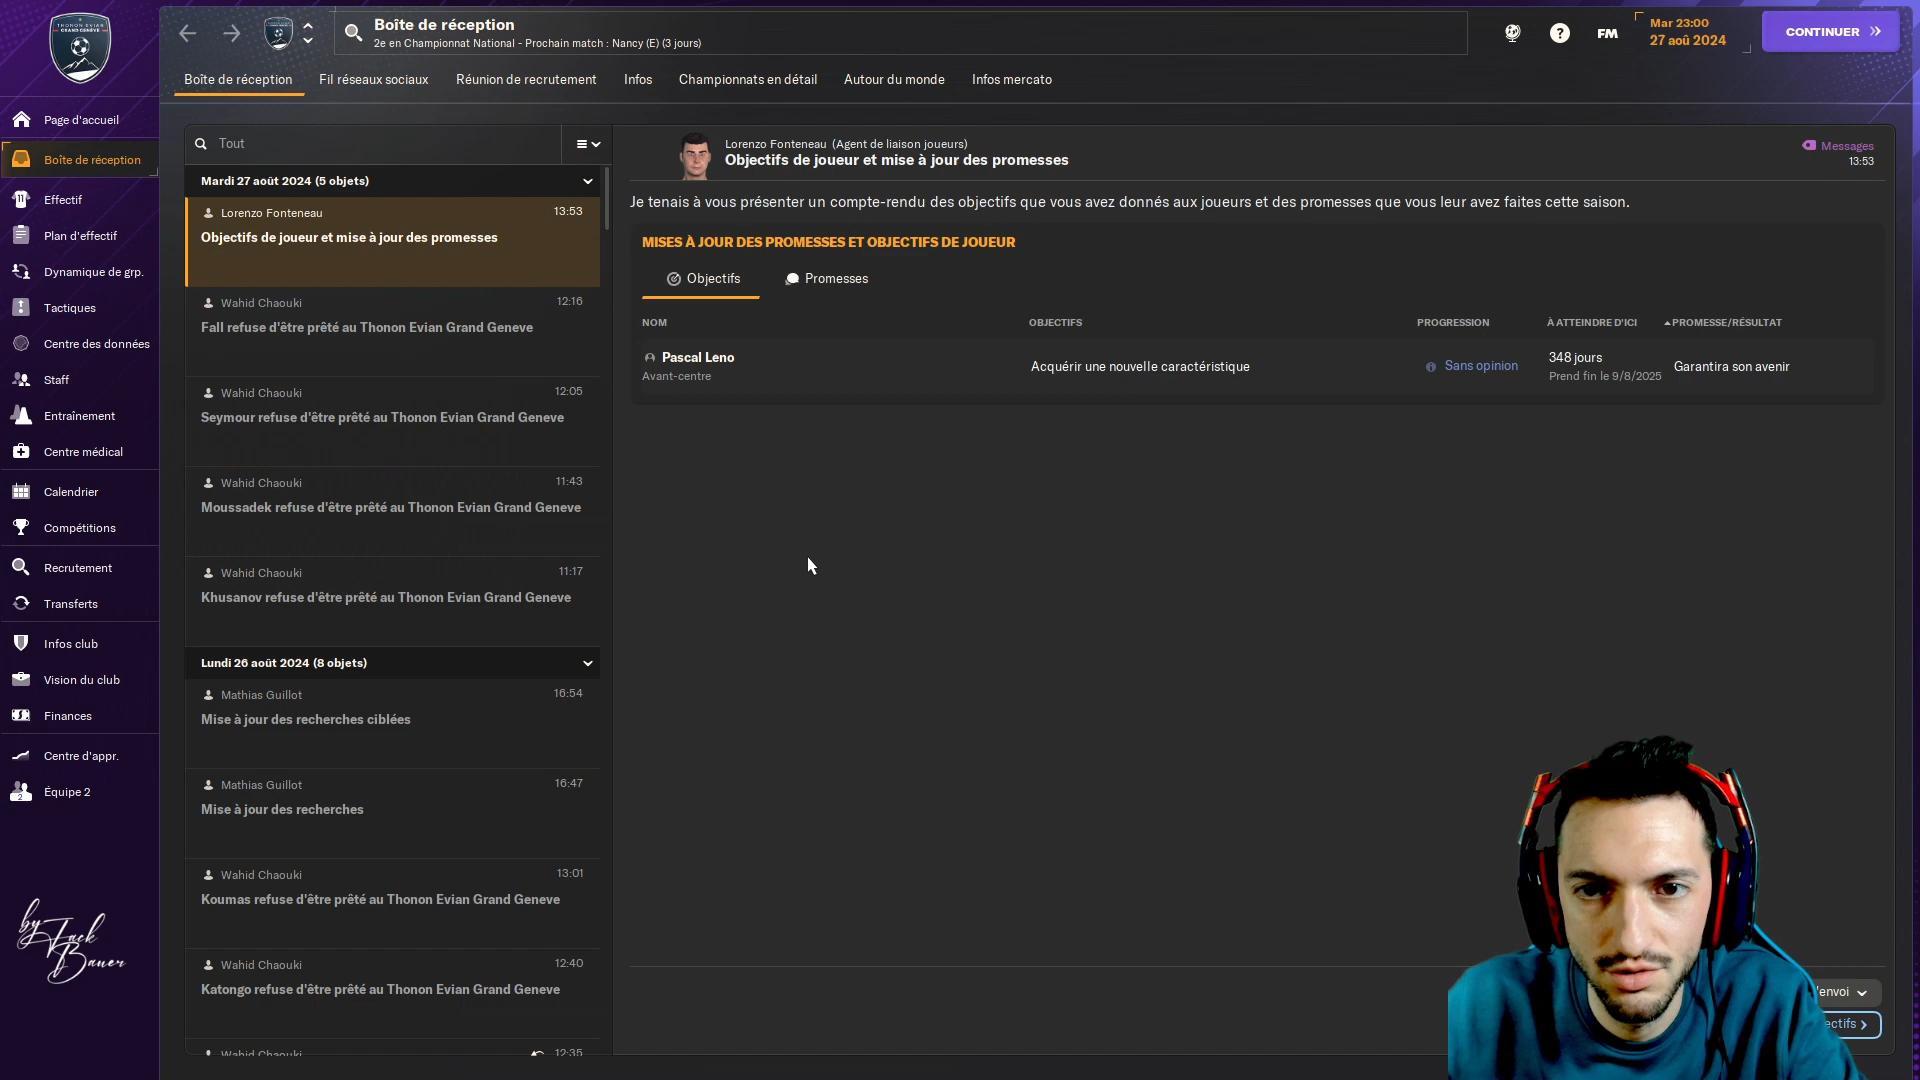 THONON EVIAN
GRAND GENÈVE
Boîte de réception
2e en Championnat National - Prochain match : Nancy (E) (3 jours)
FM
Mar 23:00
27 aoû 2024
CONTINUER
Boîte de réception
Fil réseaux sociaux
Réunion de recrutement
Infos
Championnats en détail
Autour du monde
Infos mercato
Page d'accueil
Boîte de réception
Effectif
Plan d'effectif
Dynamique de grp.
Tactiques
Centre des données
Staff
Entraînement
Centre médical
Calendrier
Compétitions
Recrutement
Transferts
Infos club
Vision du club
Finances
Centre d'appr.
Équipe 2
by Jack
Bauer
Tout
Mardi 27 août 2024 (5 objets)
Lorenzo Fonteneau 13:53
Objectifs de joueur et mise à jour des promesses
Wahid Chaouki 12:16
Fall refuse d'être prêté au Thonon Evian Grand Geneve
Wahid Chaouki 12:05
Seymour refuse d'être prêté au Thonon Evian Grand Geneve
Wahid Chaouki 11:43
Moussadek refuse d'être prêté au Thonon Evian Grand Geneve
Wahid Chaouki 11:17
Khusanov refuse d'être prêté au Thonon Evian Grand Geneve
Lundi 26 août 2024 (8 objets)
Mathias Guillot 16:54
Mise à jour des recherches ciblées
Mathias Guillot 16:47
Mise à jour des recherches
Wahid Chaouki 13:01
Koumas refuse d'être prêté au Thonon Evian Grand Geneve
Wahid Chaouki 12:40
Katongo refuse d'être prêté au Thonon Evian Grand Geneve
Wahid Chaouki 12:35
Lorenzo Fonteneau (Agent de liaison joueurs)
Objectifs de joueur et mise à jour des promesses
Messages
13:53
Je tenais à vous présenter un compte-rendu des objectifs que vous avez donnés aux joueurs et des promesses que vous leur avez faites cette saison.
MISES À JOUR DES PROMESSES ET OBJECTIFS DE JOUEUR
Objectifs
Promesses
NOM OBJECTIFS PROGRESSION À ATTEINDRE D'ICI PROMESSE/RÉSULTAT
Pascal Leno
Avant-centre
Acquérir une nouvelle caractéristique
Sans opinion
348 jours
Prend fin le 9/8/2025
Garantira son avenir
envoi
ectifs